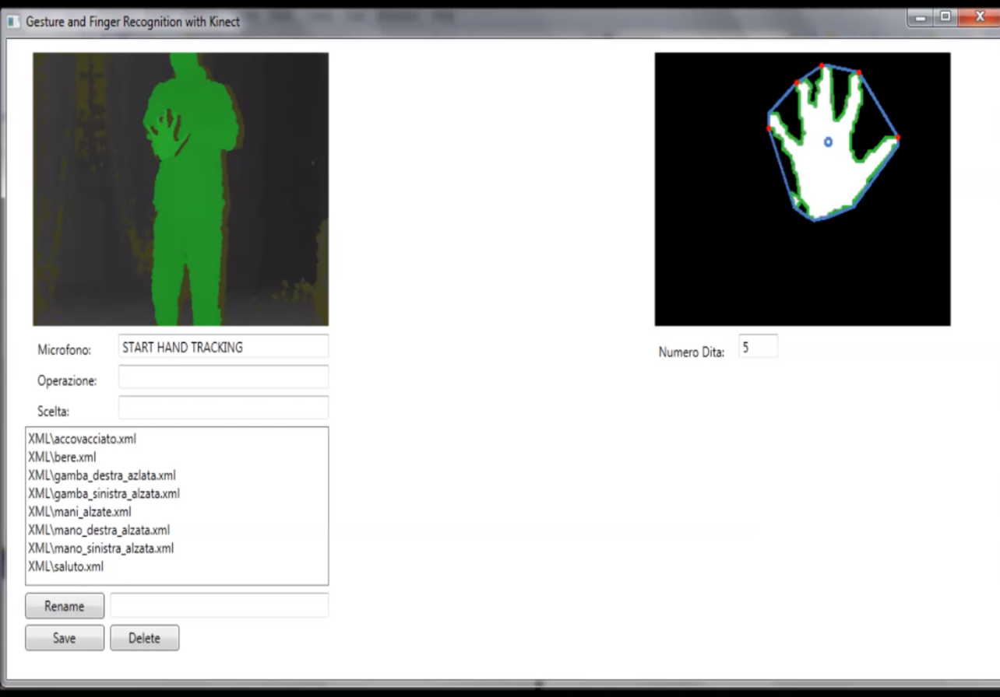 Gesture and Finger Recognition with Kinect
Microfono: START HAND TRACKING
Operazione:
Scelta:
XML\accovacciato.xml
XML\bere.xml
XML\gamba_destra_azlata.xml
XML\gamba_sinistra_alzata.xml
XML\mani_alzate.xml
XML\mano_destra_alzata.xml
XML\mano_sinistra_alzata.xml
XML\saluto.xml
Rename
Save Delete
Numero Dita: 5